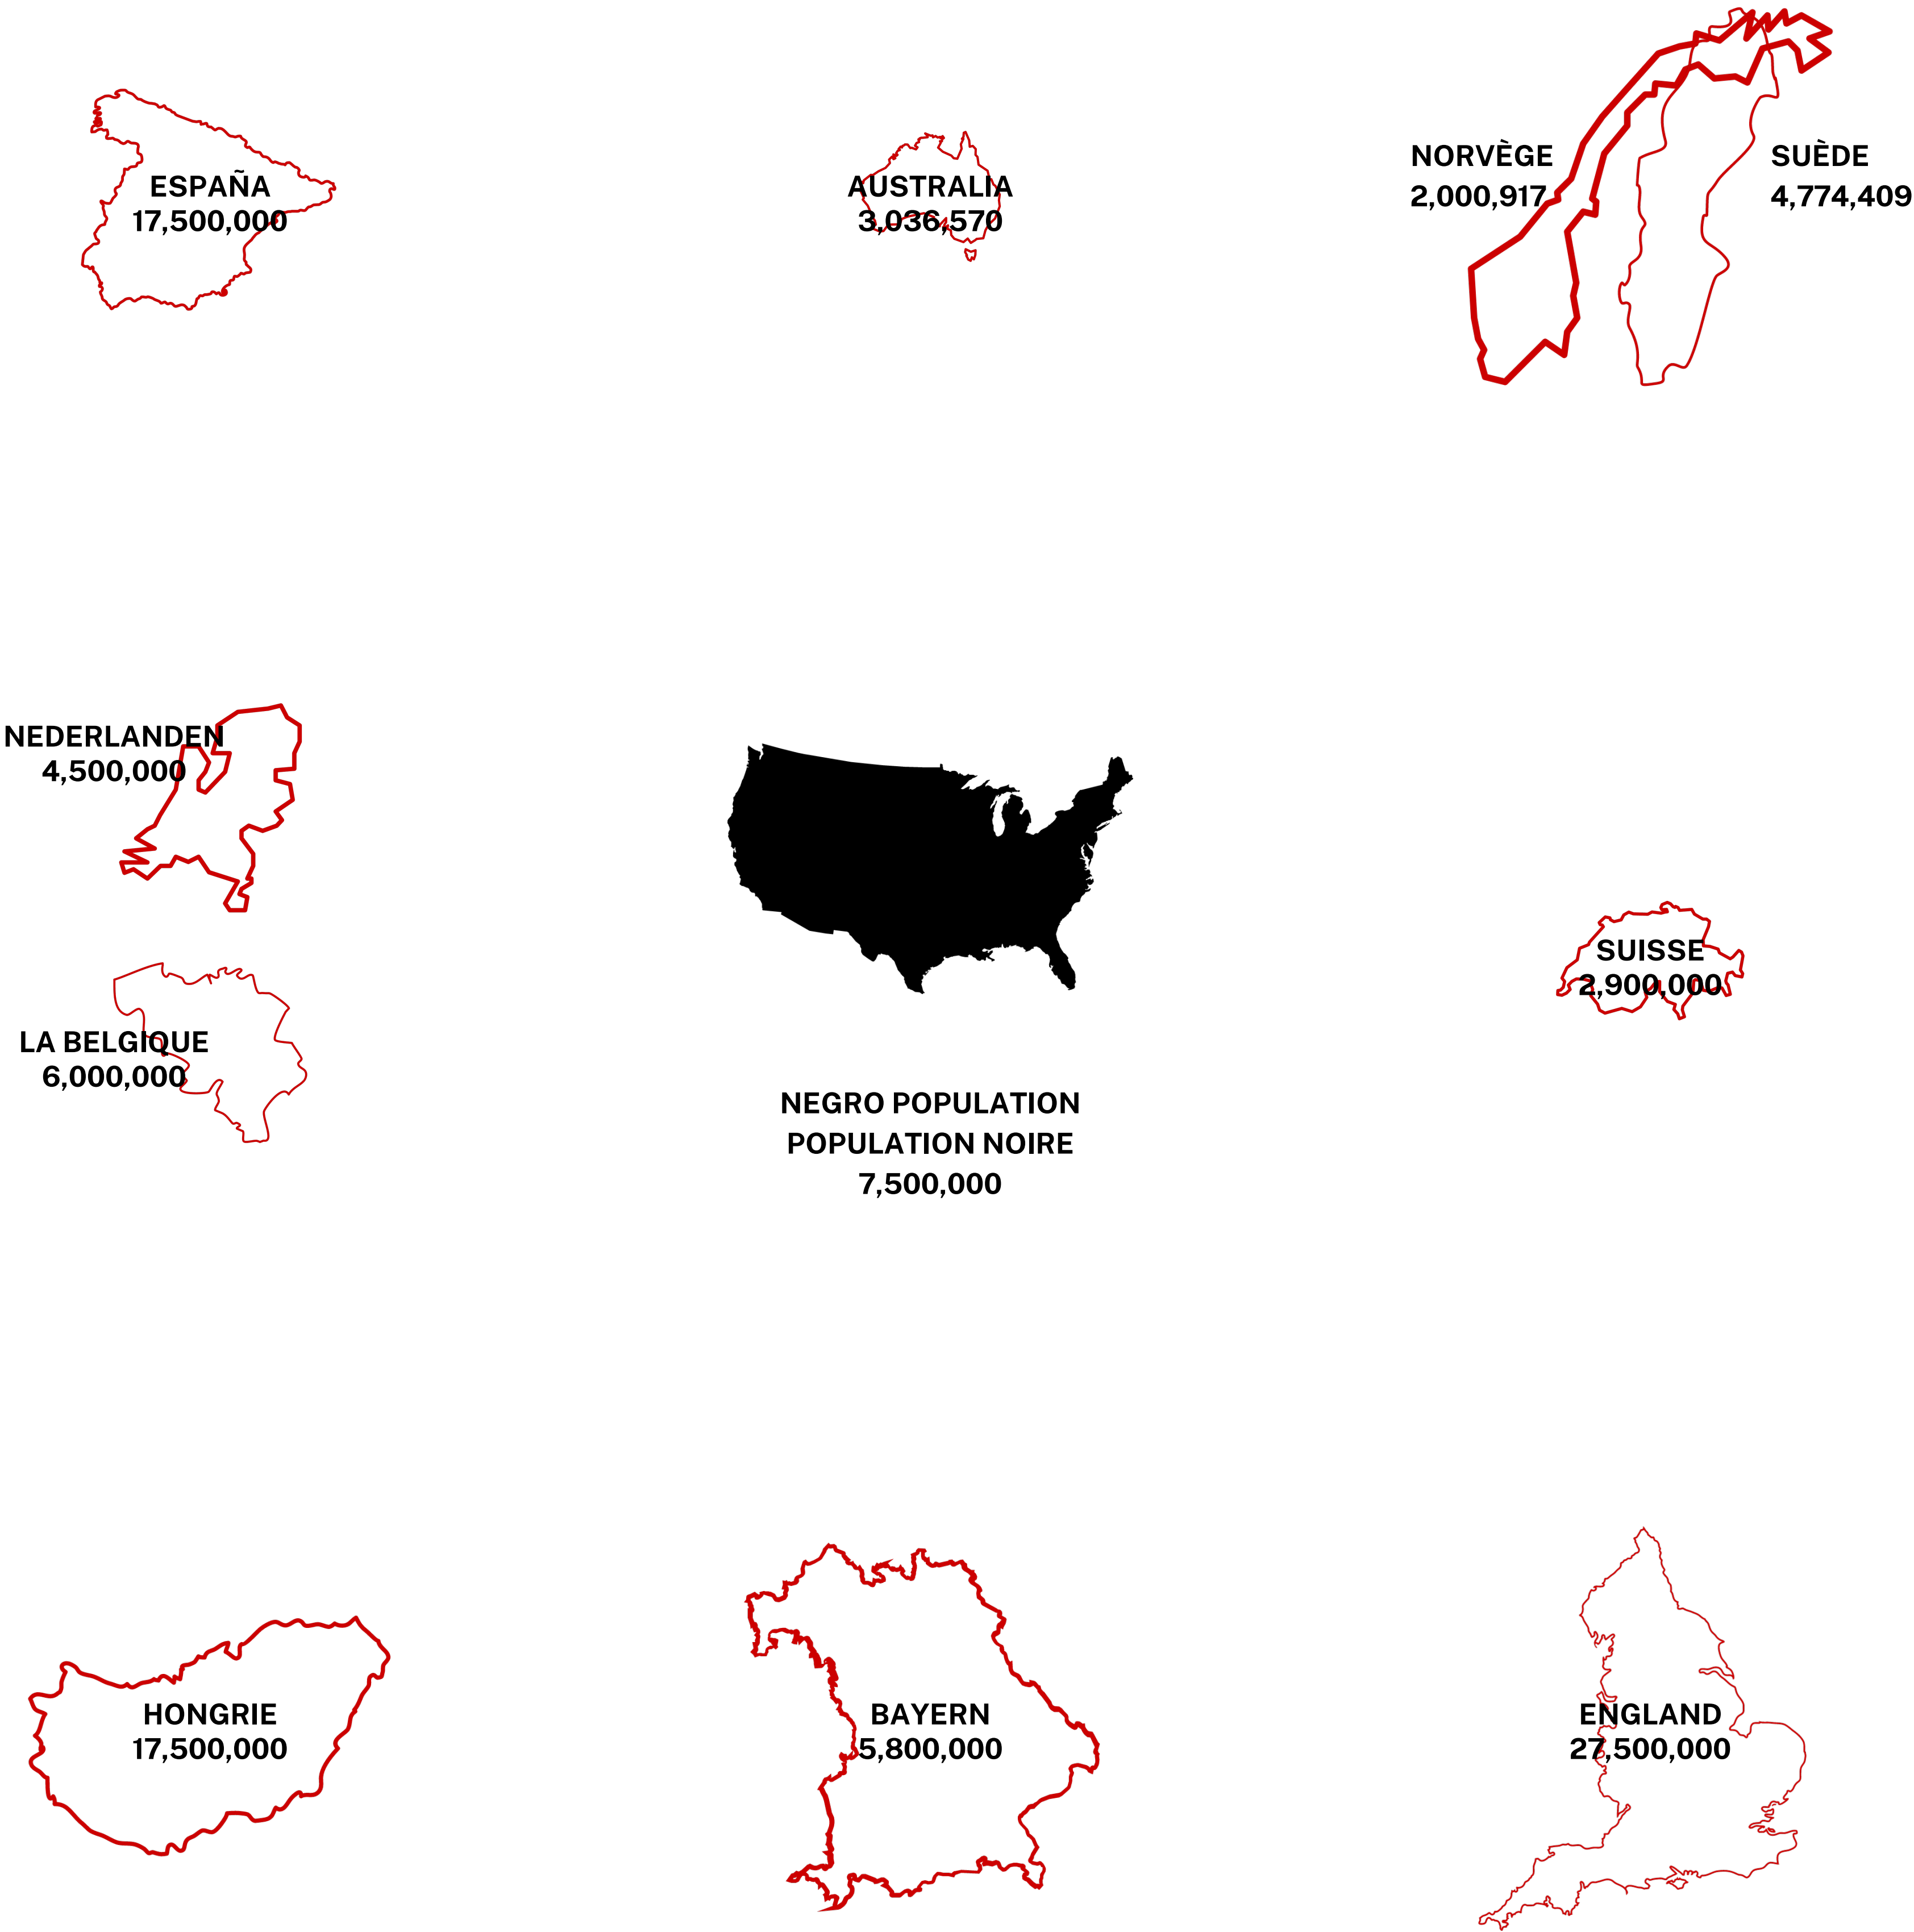 ESPAÑA
17,500,000
AUSTRALIA
3,036,570
NORVÈGE
2,000,917
SUÈDE
4,774,409
NEDERLANDEN
4,500,000
LA BELGIQUE
6,000,000
NEGRO POPULATION
POPULATION NOIRE
7,500,000
SUISSE
2,900,000
HONGRIE
17,500,000
BAYERN
5,800,000
ENGLAND
27,500,000